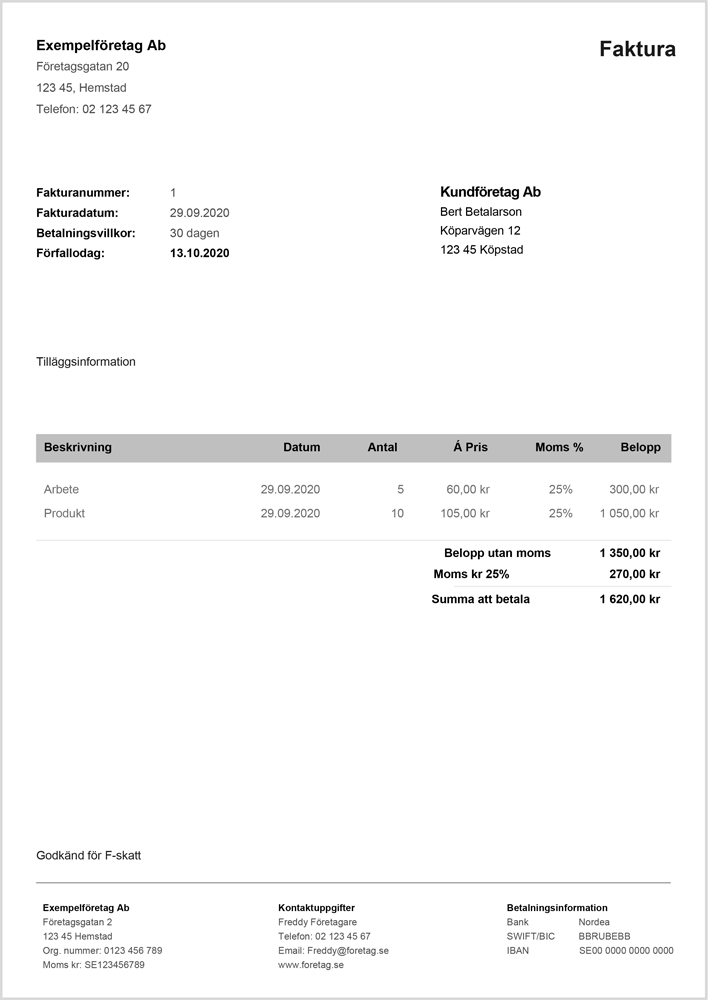 Exempelföretag Ab
Faktura
Företagsgatan 20
123 45, Hemstad
Telefon: 02 123 45 67
Fakturanummer: 1
Fakturadatum: 29.09.2020
Betalningsvillkor: 30 dagen
Förfallodag: 13.10.2020
Kundföretag Ab
Bert Betalarson
Köparvägen 12
123 45 Köpstad
Tilläggsinformation
Beskrivning Datum Antal Á Pris Moms % Belopp
Arbete 29.09.2020 5 60,00 kr 25% 300,00 kr
Produkt 29.09.2020 10 105,00 kr 25% 1 050,00 kr
Belopp utan moms 1 350,00 kr
Moms kr 25% 270,00 kr
Summa att betala 1 620,00 kr
Godkänd för F-skatt
Exempelföretag Ab
Företagsgatan 2
123 45 Hemstad
Org. nummer: 0123 456 789
Moms kr: SE123456789
Kontaktuppgifter
Freddy Företagare
Telefon: 02 123 45 67
Email: Freddy@foretag.se
www.foretag.se
Betalningsinformation
Bank Nordea
SWIFT/BIC BBRUBEBB
IBAN SE00 0000 0000 0000